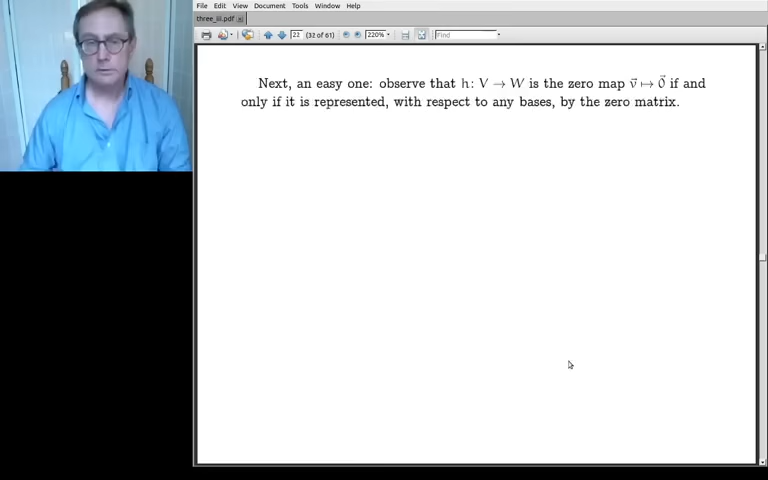 File Edit View Document Tools Window Help
three_iii.pdf
22 (32 of 61) 220% Find
Next, an easy one: observe that h: V → W is the zero map v⃗ ↦ 0⃗ if and
only if it is represented, with respect to any bases, by the zero matrix.